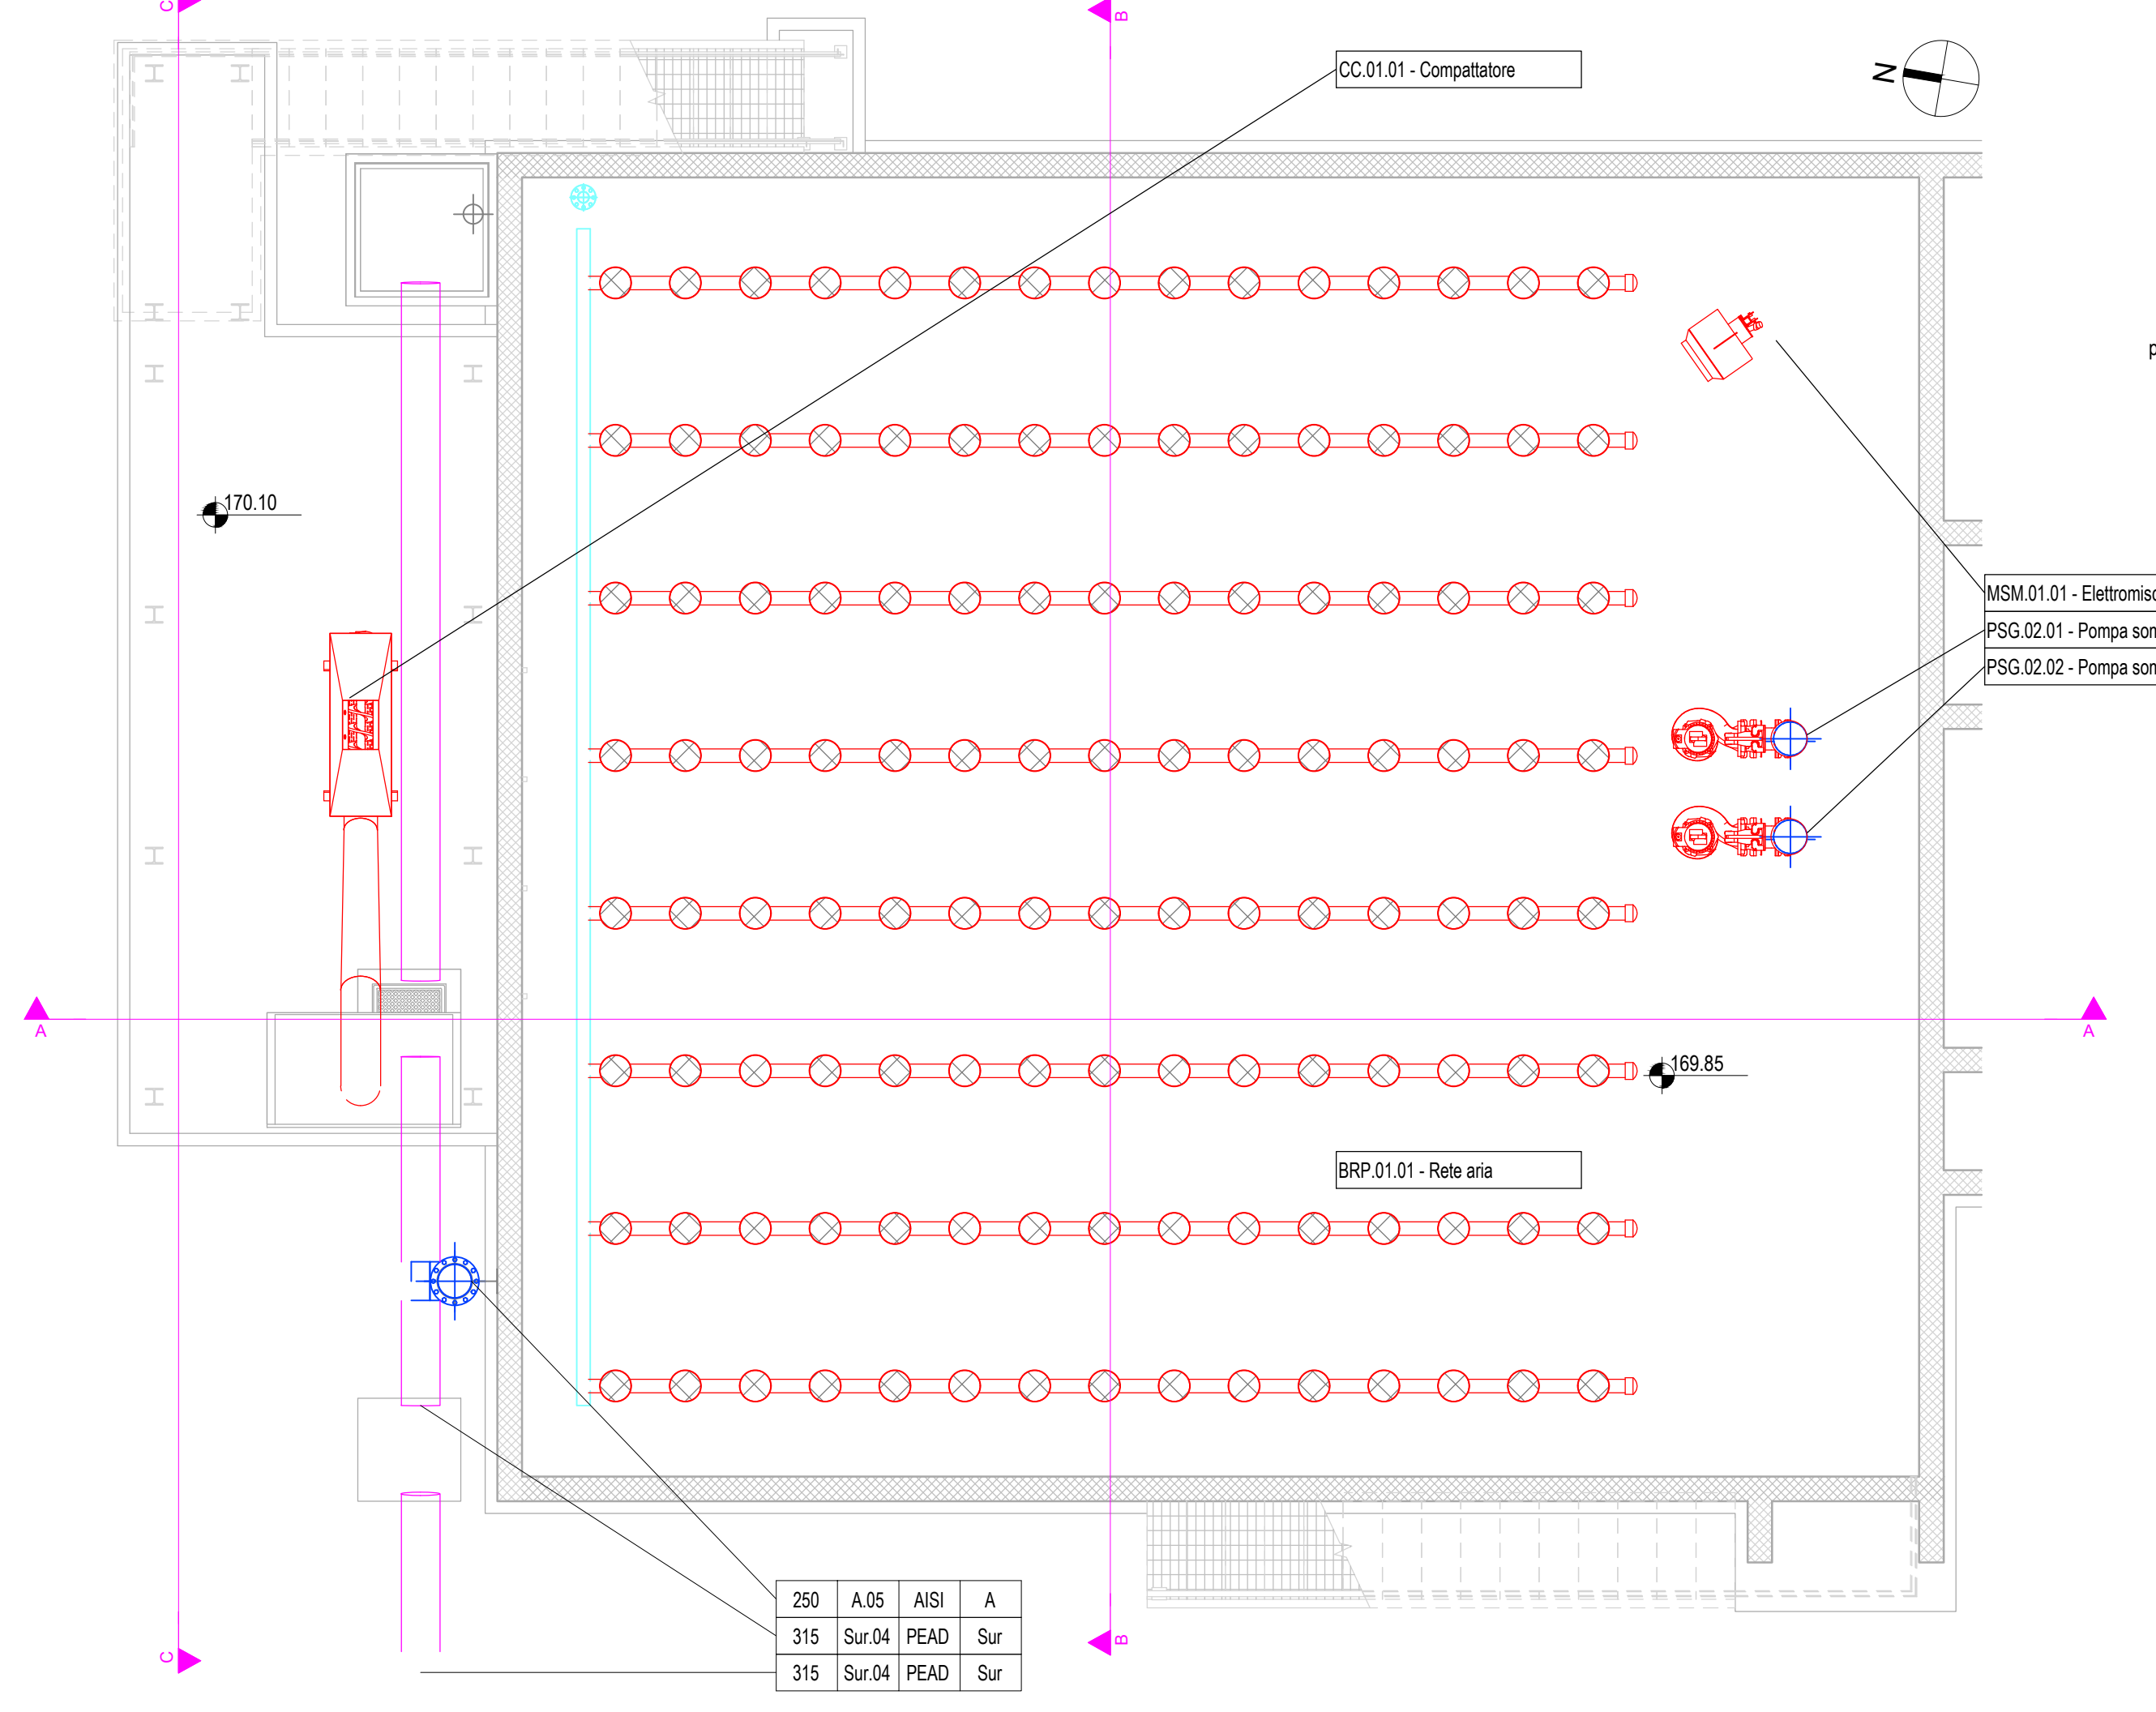 C
B
CC.01.01 - Compattatore
N
p
170.10
MSM.01.01 - Elettromisc
PSG.02.01 - Pompa som
PSG.02.02 - Pompa som
A
A
169.85
BRP.01.01 - Rete aria
250 A.05 AISI A
315 Sur.04 PEAD Sur
315 Sur.04 PEAD Sur
C
B